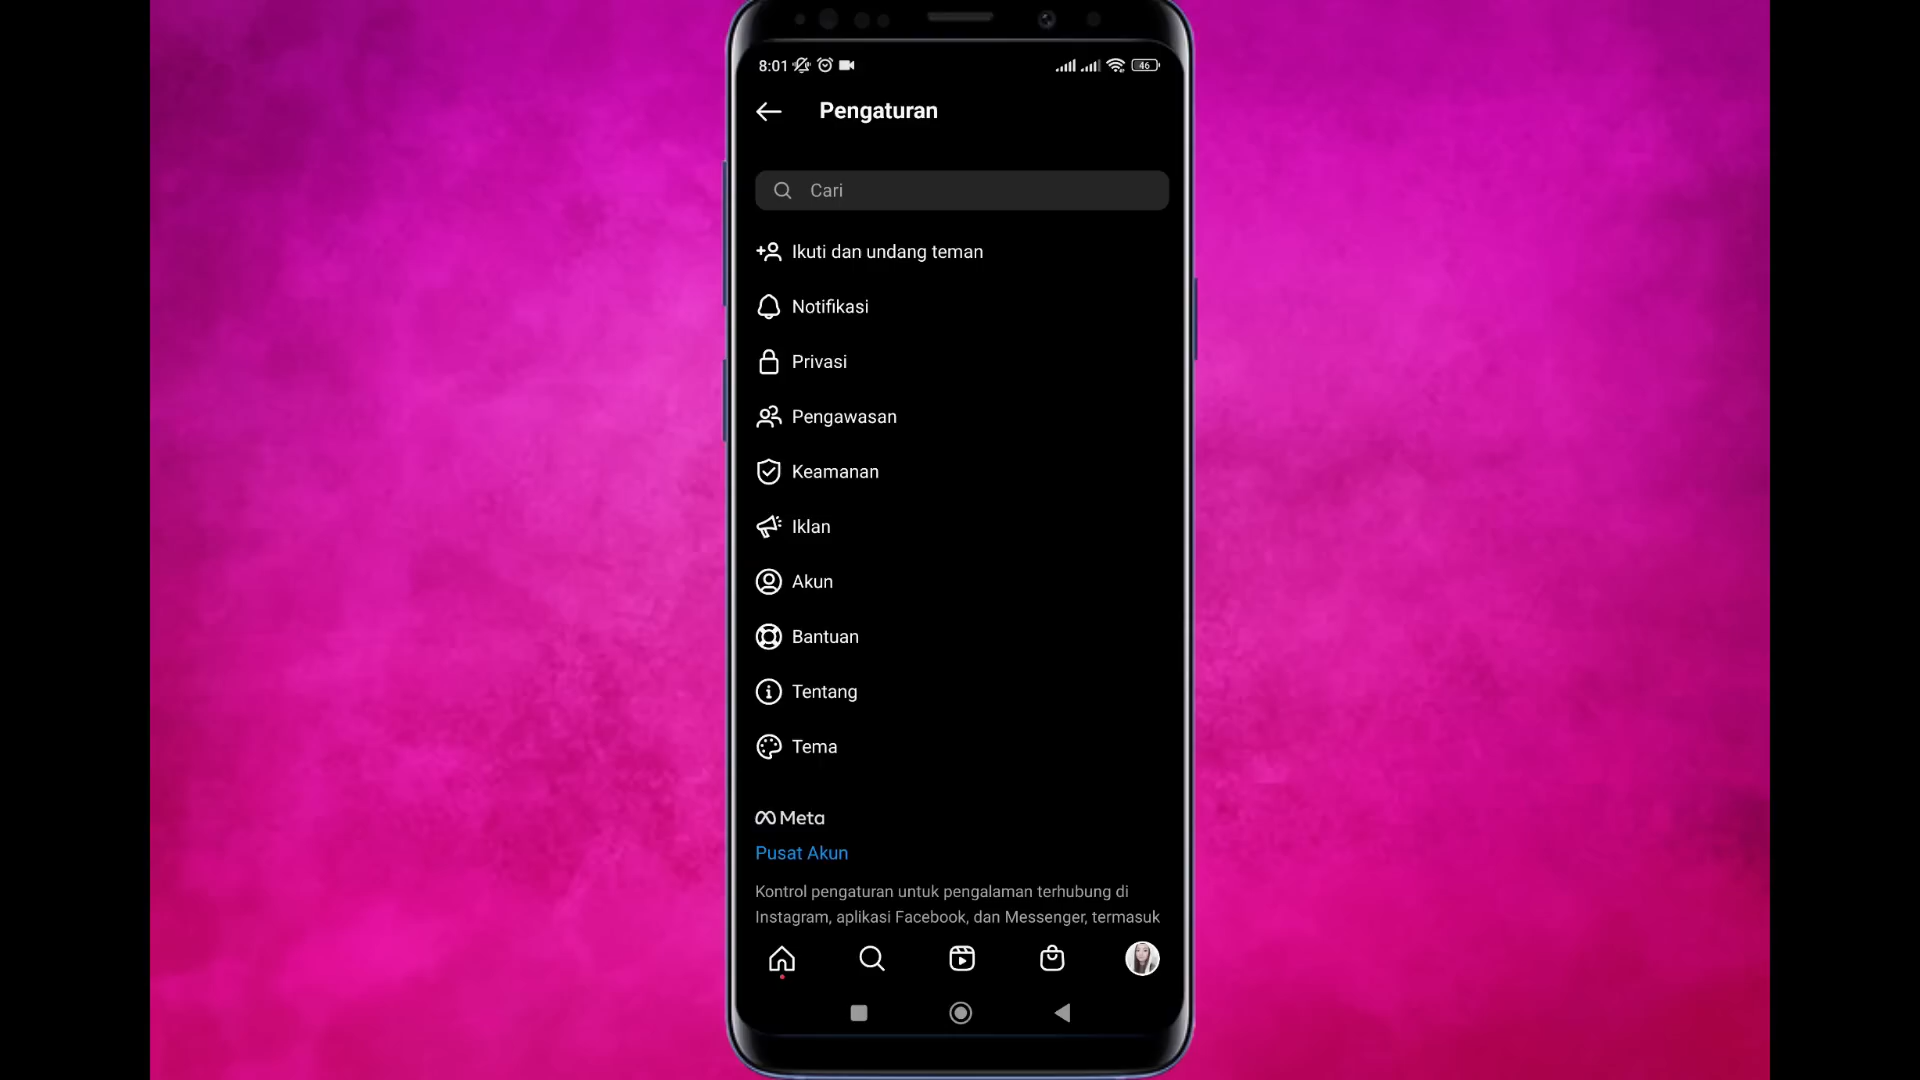 8:01
46
Pengaturan
Cari
Ikuti dan undang teman
Notifikasi
Privasi
Pengawasan
Keamanan
Iklan
Akun
Bantuan
Tentang
Tema
Meta
Pusat Akun
Kontrol pengaturan untuk pengalaman terhubung di
Instagram, aplikasi Facebook, dan Messenger, termasuk